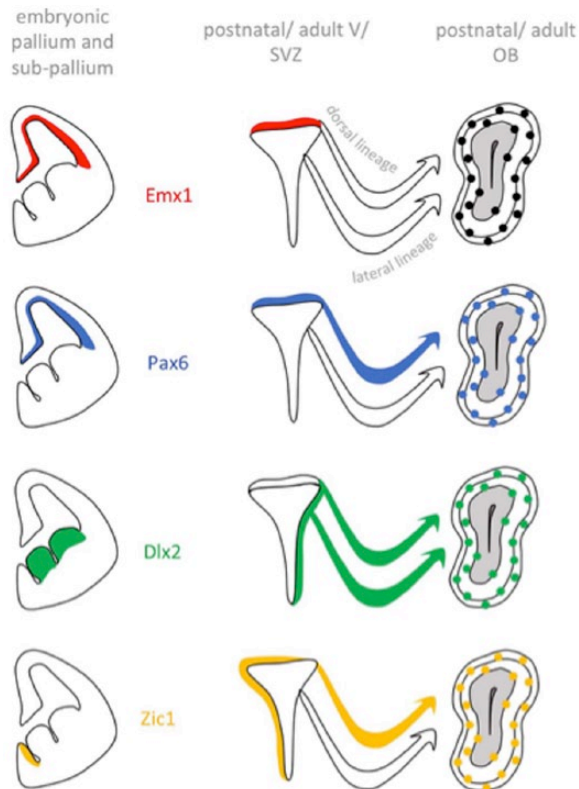 embryonic
pallium and
sub-pallium
postnatal/ adult V/
SVZ
postnatal/ adult
OB
dorsal lineage
lateral lineage
Emx1
Pax6
Dlx2
Zic1